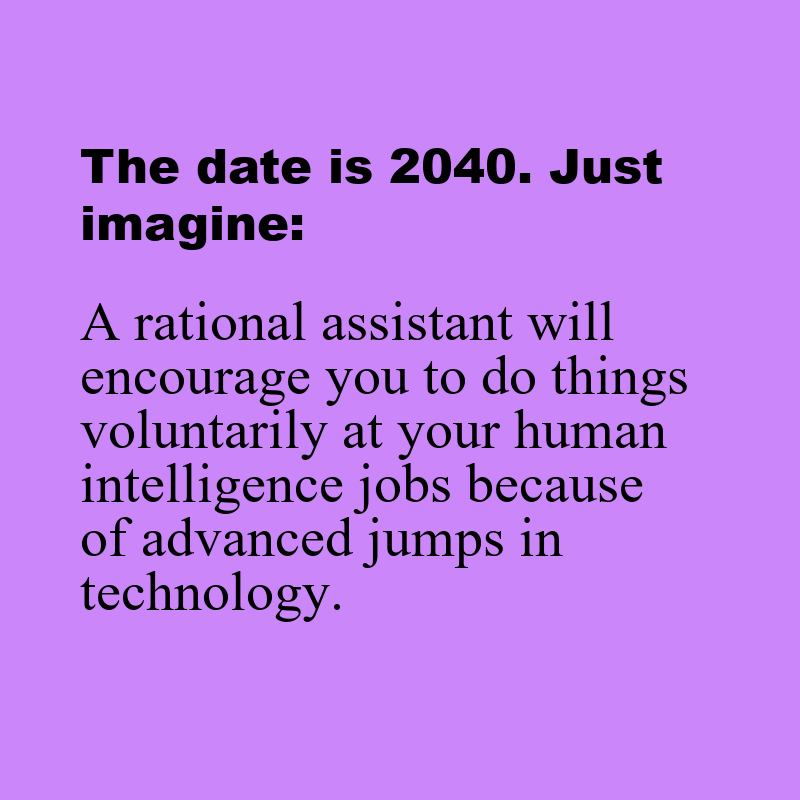 The date is 2040. Just
imagine:
A rational assistant will
encourage you to do things
voluntarily at your human
intelligence jobs because
of advanced jumps in
technology.